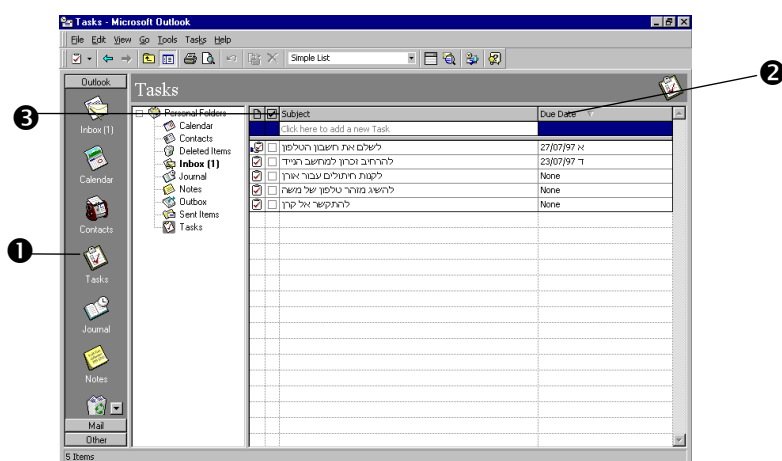 Tasks - Microsoft Outlook
File Edit View Go Tools Tasks Help
Simple List
Outlook
Tasks
Inbox (1)
Calendar
Contacts
Tasks
Journal
Notes
Mail
Other
Personal Folders
Calendar
Contacts
Deleted Items
Inbox (1)
Journal
Notes
Outbox
Sent Items
Tasks
Subject Due Date
Click here to add a new Task
לשלם את חשבון הטלפון א 27/07/97
להרחיב זכרון למחשב הנייד ד 23/07/97
לקנות חיתולים עבור אורן None
להשיג מזהר טלפון של משה None
להתקשר אל קרן None
5 Items
❶
❷
❸